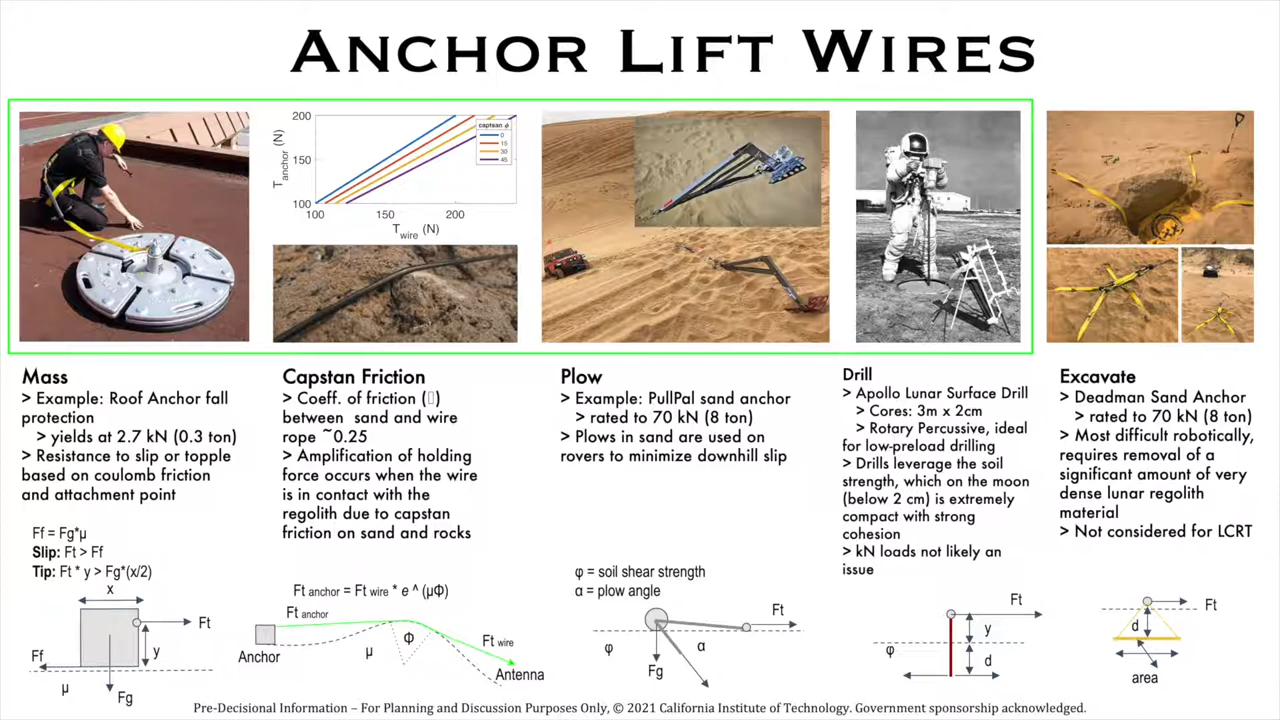 ANCHOR LIFT WIRES
200
150
100
T anchor (N)
100
150
200
T wire (N)
captsan ϕ
0
15
30
45
Mass
> Example: Roof Anchor fall
protection
> yields at 2.7 kN (0.3 ton)
> Resistance to slip or topple
based on coulomb friction
and attachment point
Ff = Fg*μ
Slip: Ft > Ff
Tip: Ft * y > Fg*(x/2)
x
Ft
y
Ff
μ
Fg
Capstan Friction
> Coeff. of friction (▯)
between sand and wire
rope ~0.25
> Amplification of holding
force occurs when the wire
is in contact with the
regolith due to capstan
friction on sand and rocks
Ft anchor = Ft wire * e ^ (μΦ)
Ft anchor
Φ
Ft wire
Anchor
μ
Antenna
Plow
> Example: PullPal sand anchor
> rated to 70 kN (8 ton)
> Plows in sand are used on
rovers to minimize downhill slip
φ = soil shear strength
α = plow angle
Ft
φ
α
Fg
Drill
> Apollo Lunar Surface Drill
> Cores: 3m x 2cm
> Rotary Percussive, ideal
for low-preload drilling
> Drills leverage the soil
strength, which on the moon
(below 2 cm) is extremely
compact with strong
cohesion
> kN loads not likely an
issue
Ft
y
φ
d
Excavate
> Deadman Sand Anchor
> rated to 70 kN (8 ton)
> Most difficult robotically,
requires removal of a
significant amount of very
dense lunar regolith
material
> Not considered for LCRT
Ft
d
area
Pre-Decisional Information – For Planning and Discussion Purposes Only, © 2021 California Institute of Technology. Government sponsorship acknowledged.